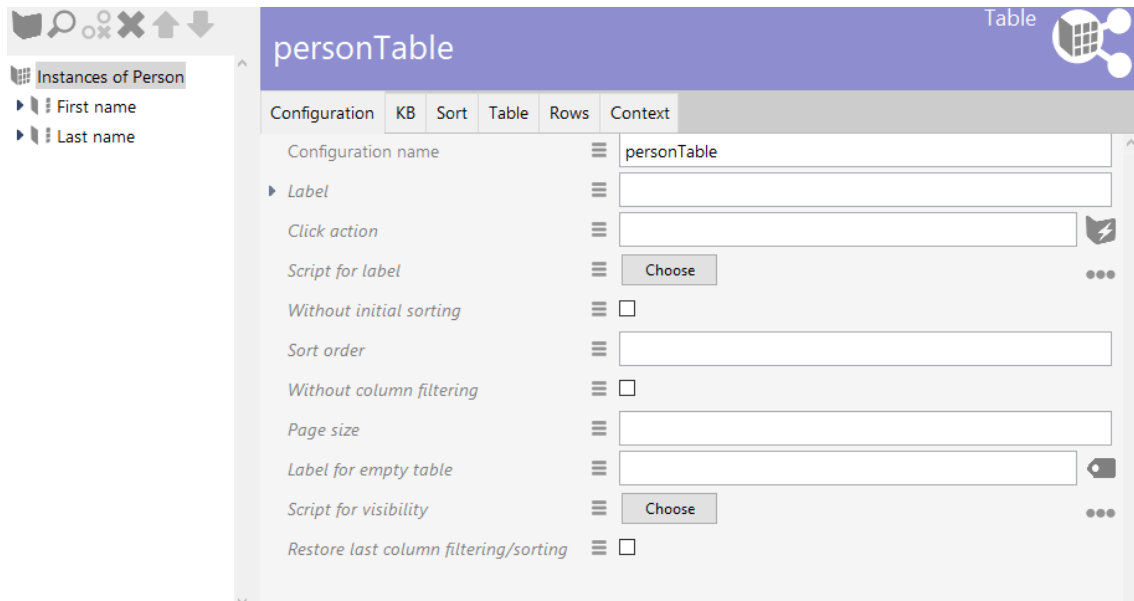 Instances of Person
First name
Last name
Table
personTable
Configuration KB Sort Table Rows Context
Configuration name personTable
Label
Click action
Script for label Choose
Without initial sorting
Sort order
Without column filtering
Page size
Label for empty table
Script for visibility Choose
Restore last column filtering/sorting